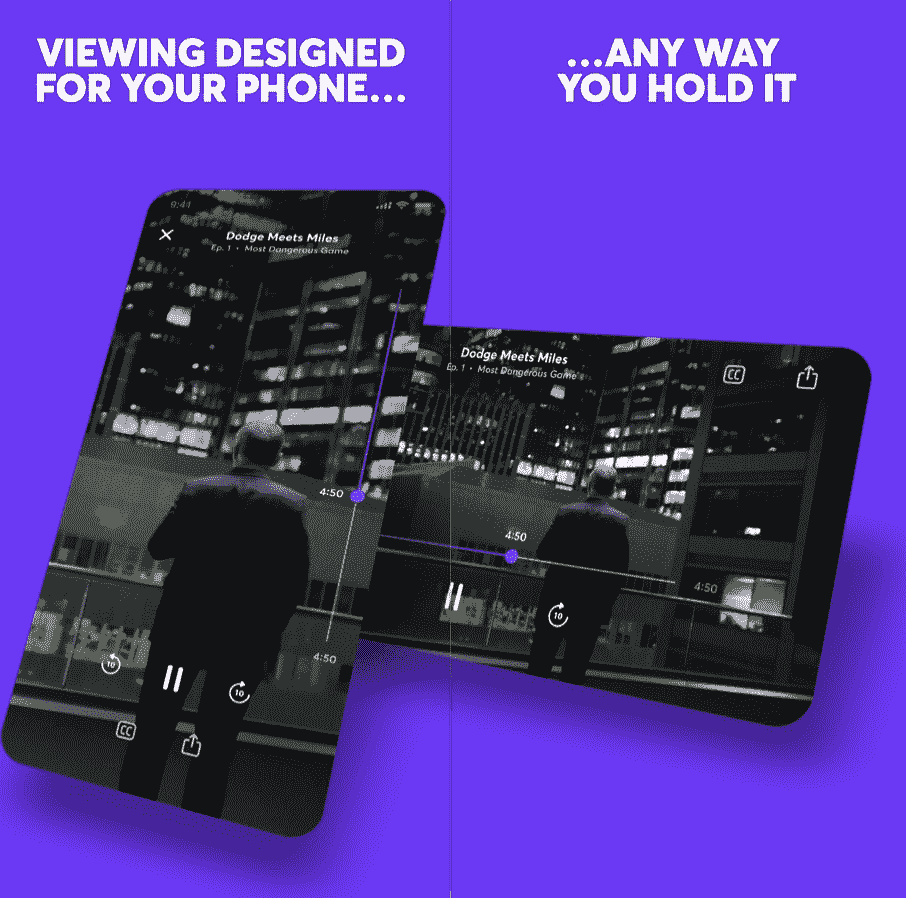 VIEWING DESIGNED
FOR YOUR PHONE...
...ANY WAY
YOU HOLD IT
9:41
Dodge Meets Miles
Ep. 1 • Most Dangerous Game
4:50
4:50
10
10
CC
Dodge Meets Miles
Ep. 1 • Most Dangerous Game
CC
4:50
4:50
10